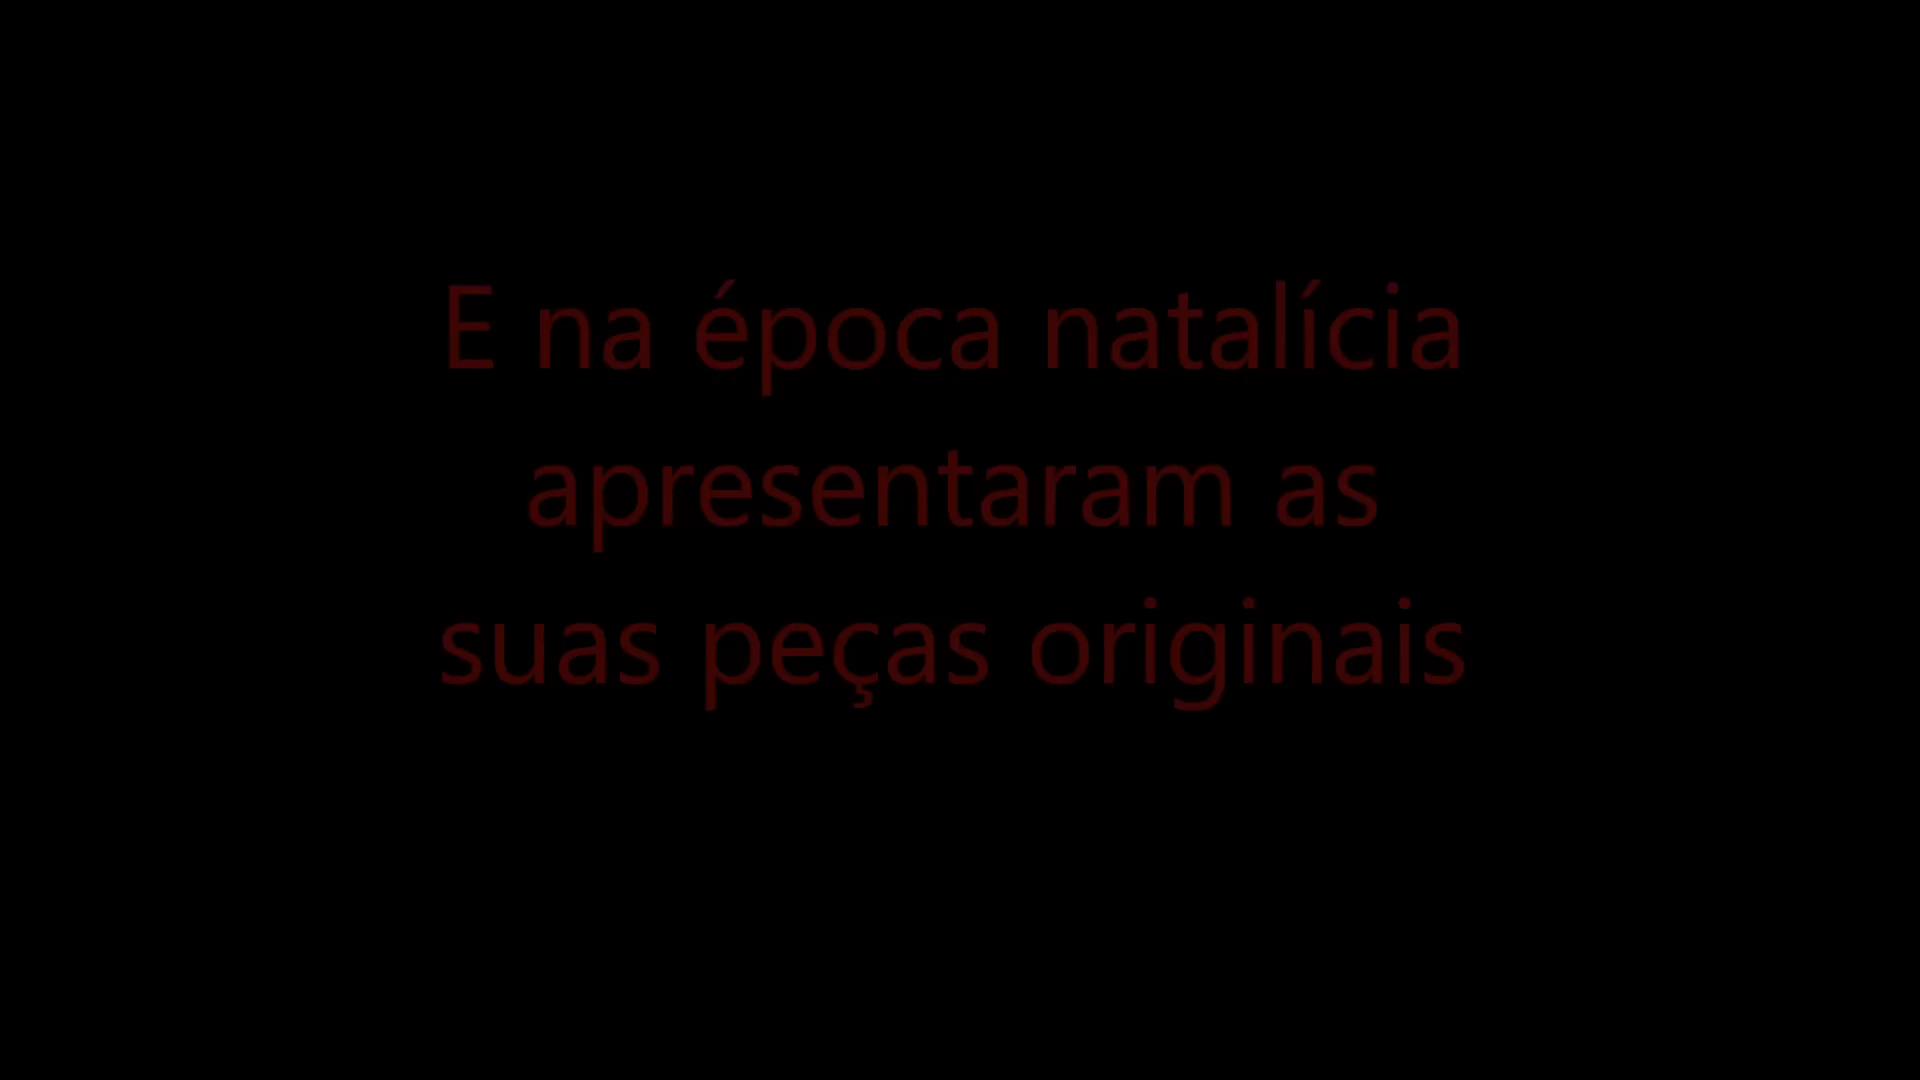 E na época natalícia
apresentaram as
suas peças originais